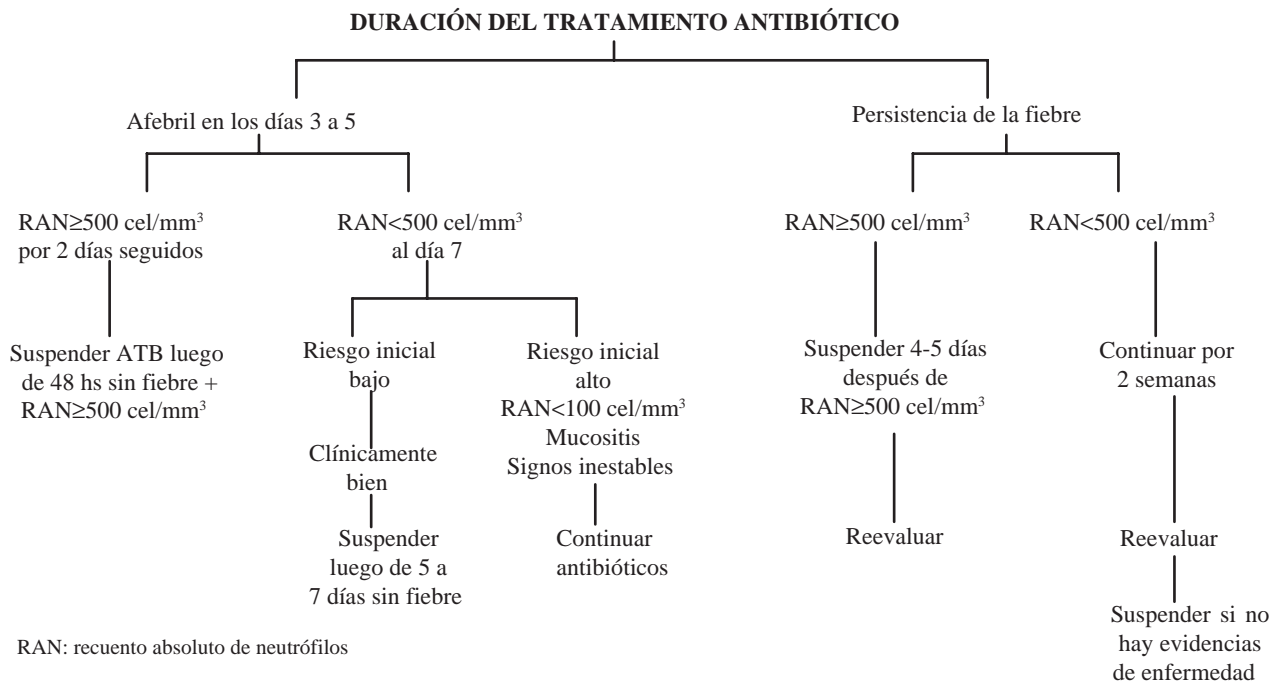 DURACIÓN DEL TRATAMIENTO ANTIBIÓTICO
Afebril en los días 3 a 5
Persistencia de la fiebre
RAN≥500 cel/mm³
por 2 días seguidos
RAN<500 cel/mm³
al día 7
RAN≥500 cel/mm³
RAN<500 cel/mm³
Suspender ATB luego
de 48 hs sin fiebre +
RAN≥500 cel/mm³
Riesgo inicial
bajo
Clínicamente
bien
Suspender
luego de 5 a
7 días sin fiebre
Riesgo inicial
alto
RAN<100 cel/mm³
Mucositis
Signos inestables
Continuar
antibióticos
Suspender 4-5 días
después de
RAN≥500 cel/mm³
Reevaluar
Continuar por
2 semanas
Reevaluar
Suspender si no
hay evidencias
de enfermedad
RAN: recuento absoluto de neutrófilos